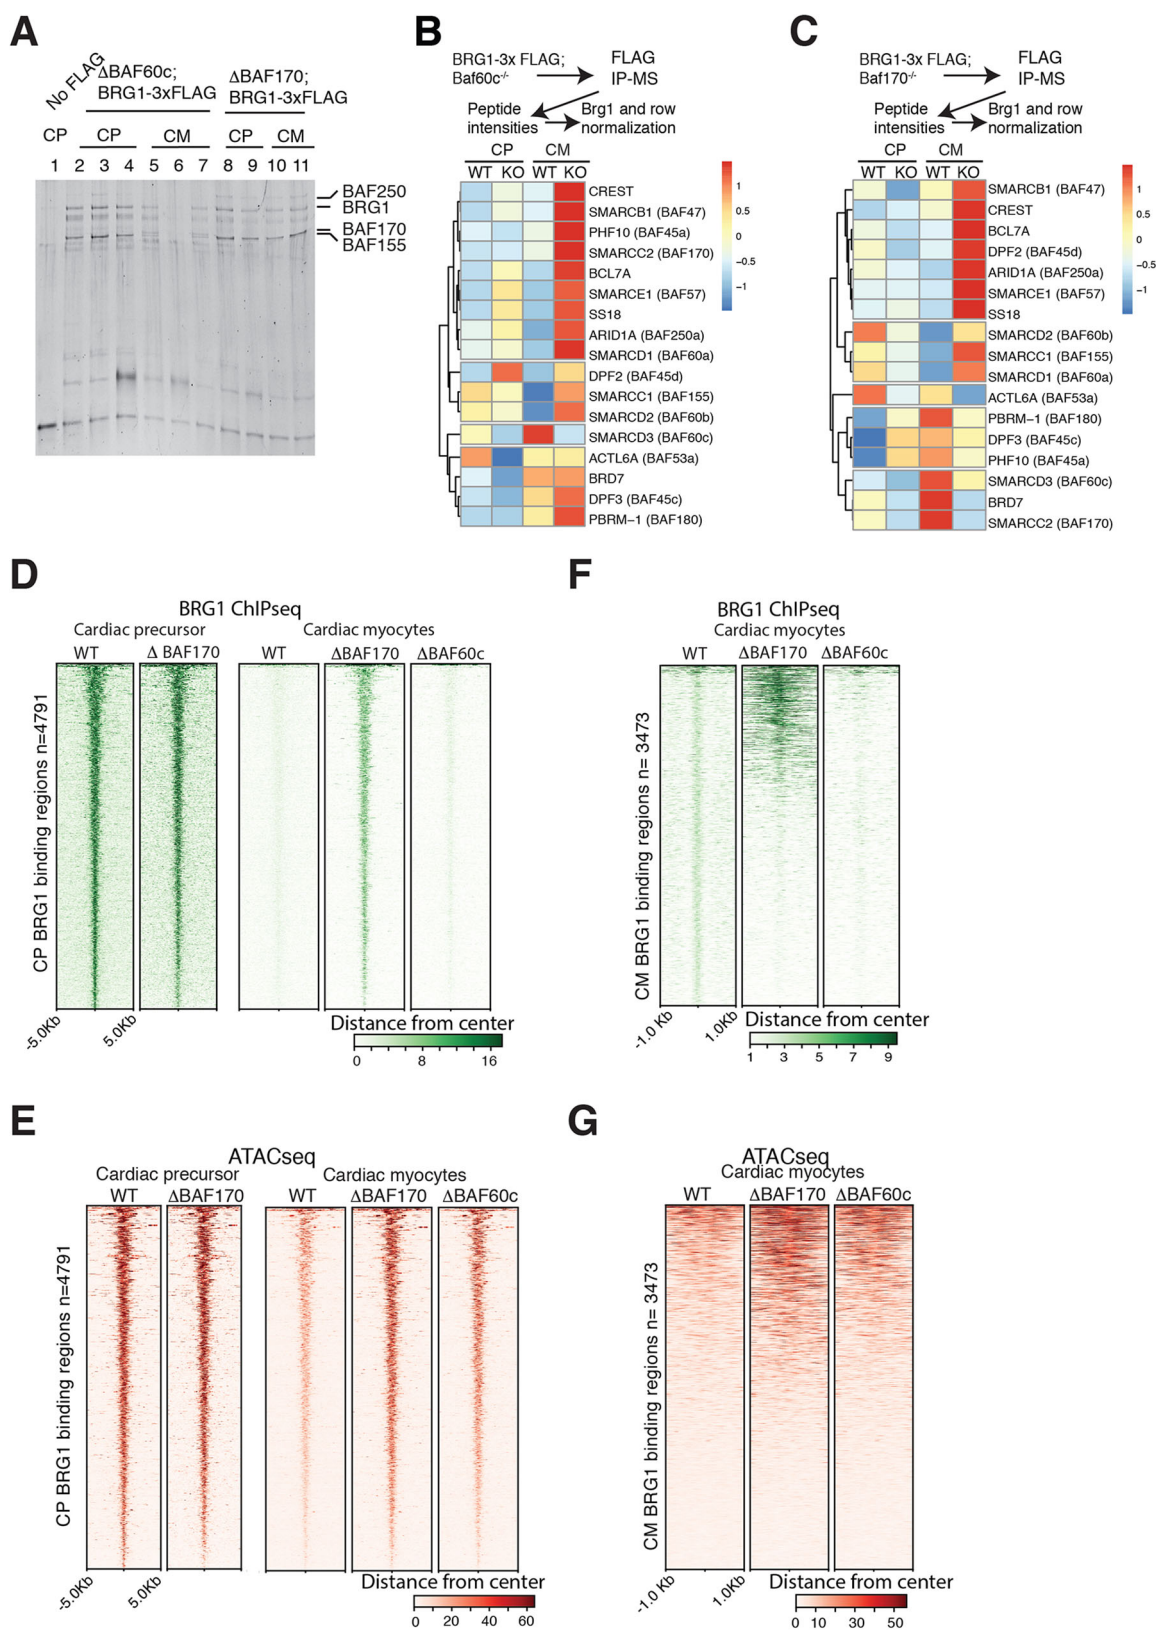 A
No FLAG
ΔBAF60c;
BRG1-3xFLAG
ΔBAF170;
BRG1-3xFLAG
CP CP CM CP CM
1 2 3 4 5 6 7 8 9 10 11
BAF250
BRG1
BAF170
BAF155
B
BRG1-3x FLAG;
Baf60c-/-
FLAG
IP-MS
Peptide
intensities
Brg1 and row
normalization
CP CM
WT KO WT KO
CREST
SMARCB1 (BAF47)
PHF10 (BAF45a)
SMARCC2 (BAF170)
BCL7A
SMARCE1 (BAF57)
SS18
ARID1A (BAF250a)
SMARCD1 (BAF60a)
DPF2 (BAF45d)
SMARCC1 (BAF155)
SMARCD2 (BAF60b)
SMARCD3 (BAF60c)
ACTL6A (BAF53a)
BRD7
DPF3 (BAF45c)
PBRM−1 (BAF180)
1
0.5
0
−0.5
−1
C
BRG1-3x FLAG;
Baf170-/-
FLAG
IP-MS
Peptide
intensities
Brg1 and row
normalization
CP CM
WT KO WT KO
SMARCB1 (BAF47)
CREST
BCL7A
DPF2 (BAF45d)
ARID1A (BAF250a)
SMARCE1 (BAF57)
SS18
SMARCD2 (BAF60b)
SMARCC1 (BAF155)
SMARCD1 (BAF60a)
ACTL6A (BAF53a)
PBRM−1 (BAF180)
DPF3 (BAF45c)
PHF10 (BAF45a)
SMARCD3 (BAF60c)
BRD7
SMARCC2 (BAF170)
1
0.5
0
−0.5
−1
D
BRG1 ChIPseq
Cardiac precursor Cardiac myocytes
WT Δ BAF170 WT ΔBAF170 ΔBAF60c
CP BRG1 binding regions n=4791
-5.0Kb 5.0Kb
Distance from center
0 8 16
F
BRG1 ChIPseq
Cardiac myocytes
WT ΔBAF170 ΔBAF60c
CM BRG1 binding regions n= 3473
-1.0 Kb 1.0Kb
Distance from center
1 3 5 7 9
E
ATACseq
Cardiac precursor Cardiac myocytes
WT ΔBAF170 WT ΔBAF170 ΔBAF60c
CP BRG1 binding regions n=4791
-5.0Kb 5.0Kb
Distance from center
0 20 40 60
G
ATACseq
Cardiac myocytes
WT ΔBAF170 ΔBAF60c
CM BRG1 binding regions n= 3473
-1.0 Kb 1.0Kb
Distance from center
0 10 30 50